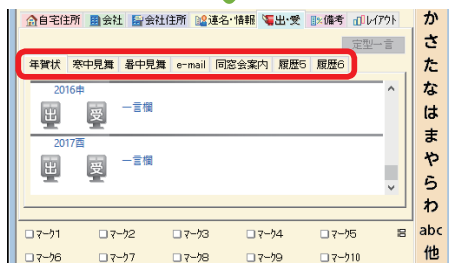 自宅住所 会社 会社住所 連名・情報 出・受 備考 レイアウト
定型一言
年賀状 寒中見舞 暑中見舞 e-mail 同窓会案内 履歴5 履歴6
2016申
出 受 一言欄
2017酉
出 受 一言欄
マーク1 マーク2 マーク3 マーク4 マーク5
マーク6 マーク7 マーク8 マーク9 マーク10
か
さ
た
な
は
ま
や
ら
わ
abc
他